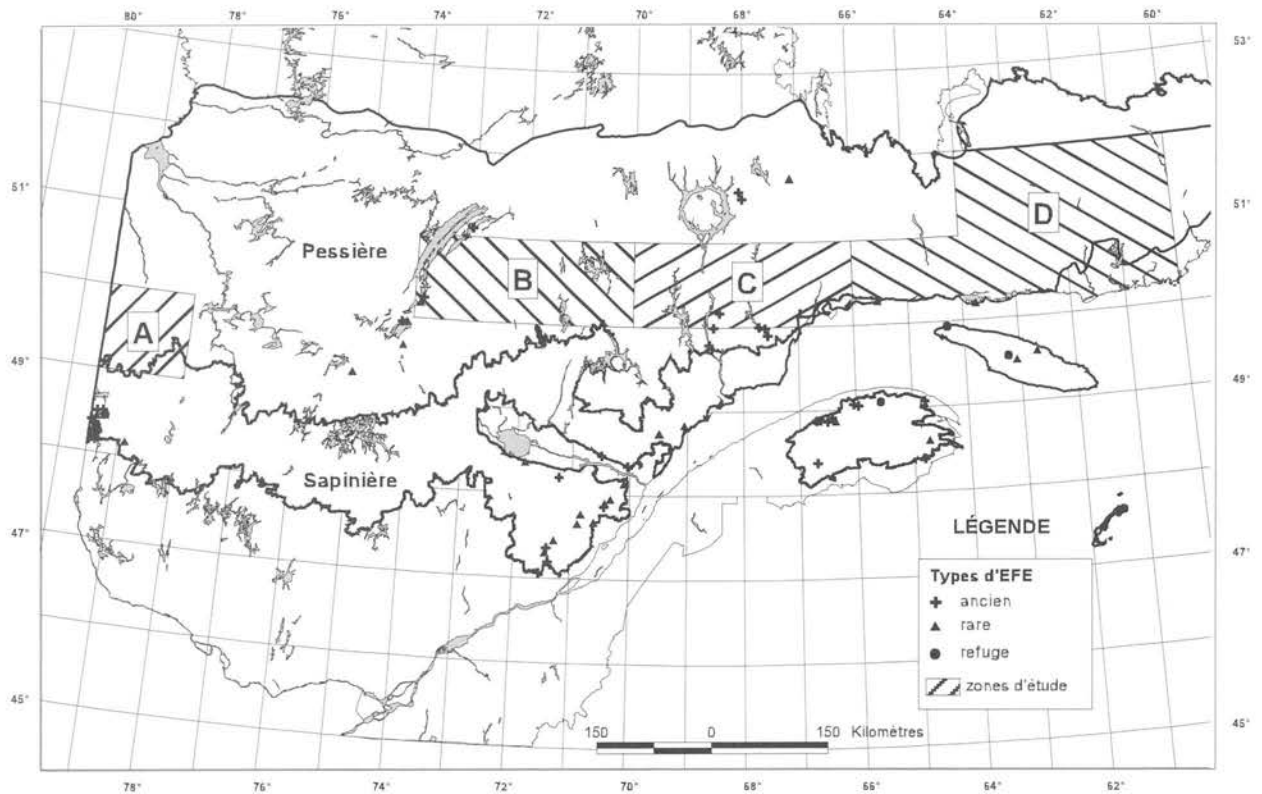 80° 78° 76° 74° 72° 70° 68° 66° 64° 62° 60°
53°
51° 51°
Pessière
D
B
C
A
49° 49°
Sapinière
47° 47°
LÉGENDE
Types d'EFE
ancien
rare
refuge
zones d'étude
45° 45°
150 0 150 Kilomètres
78° 76° 74° 72° 70° 68° 66° 64° 62°